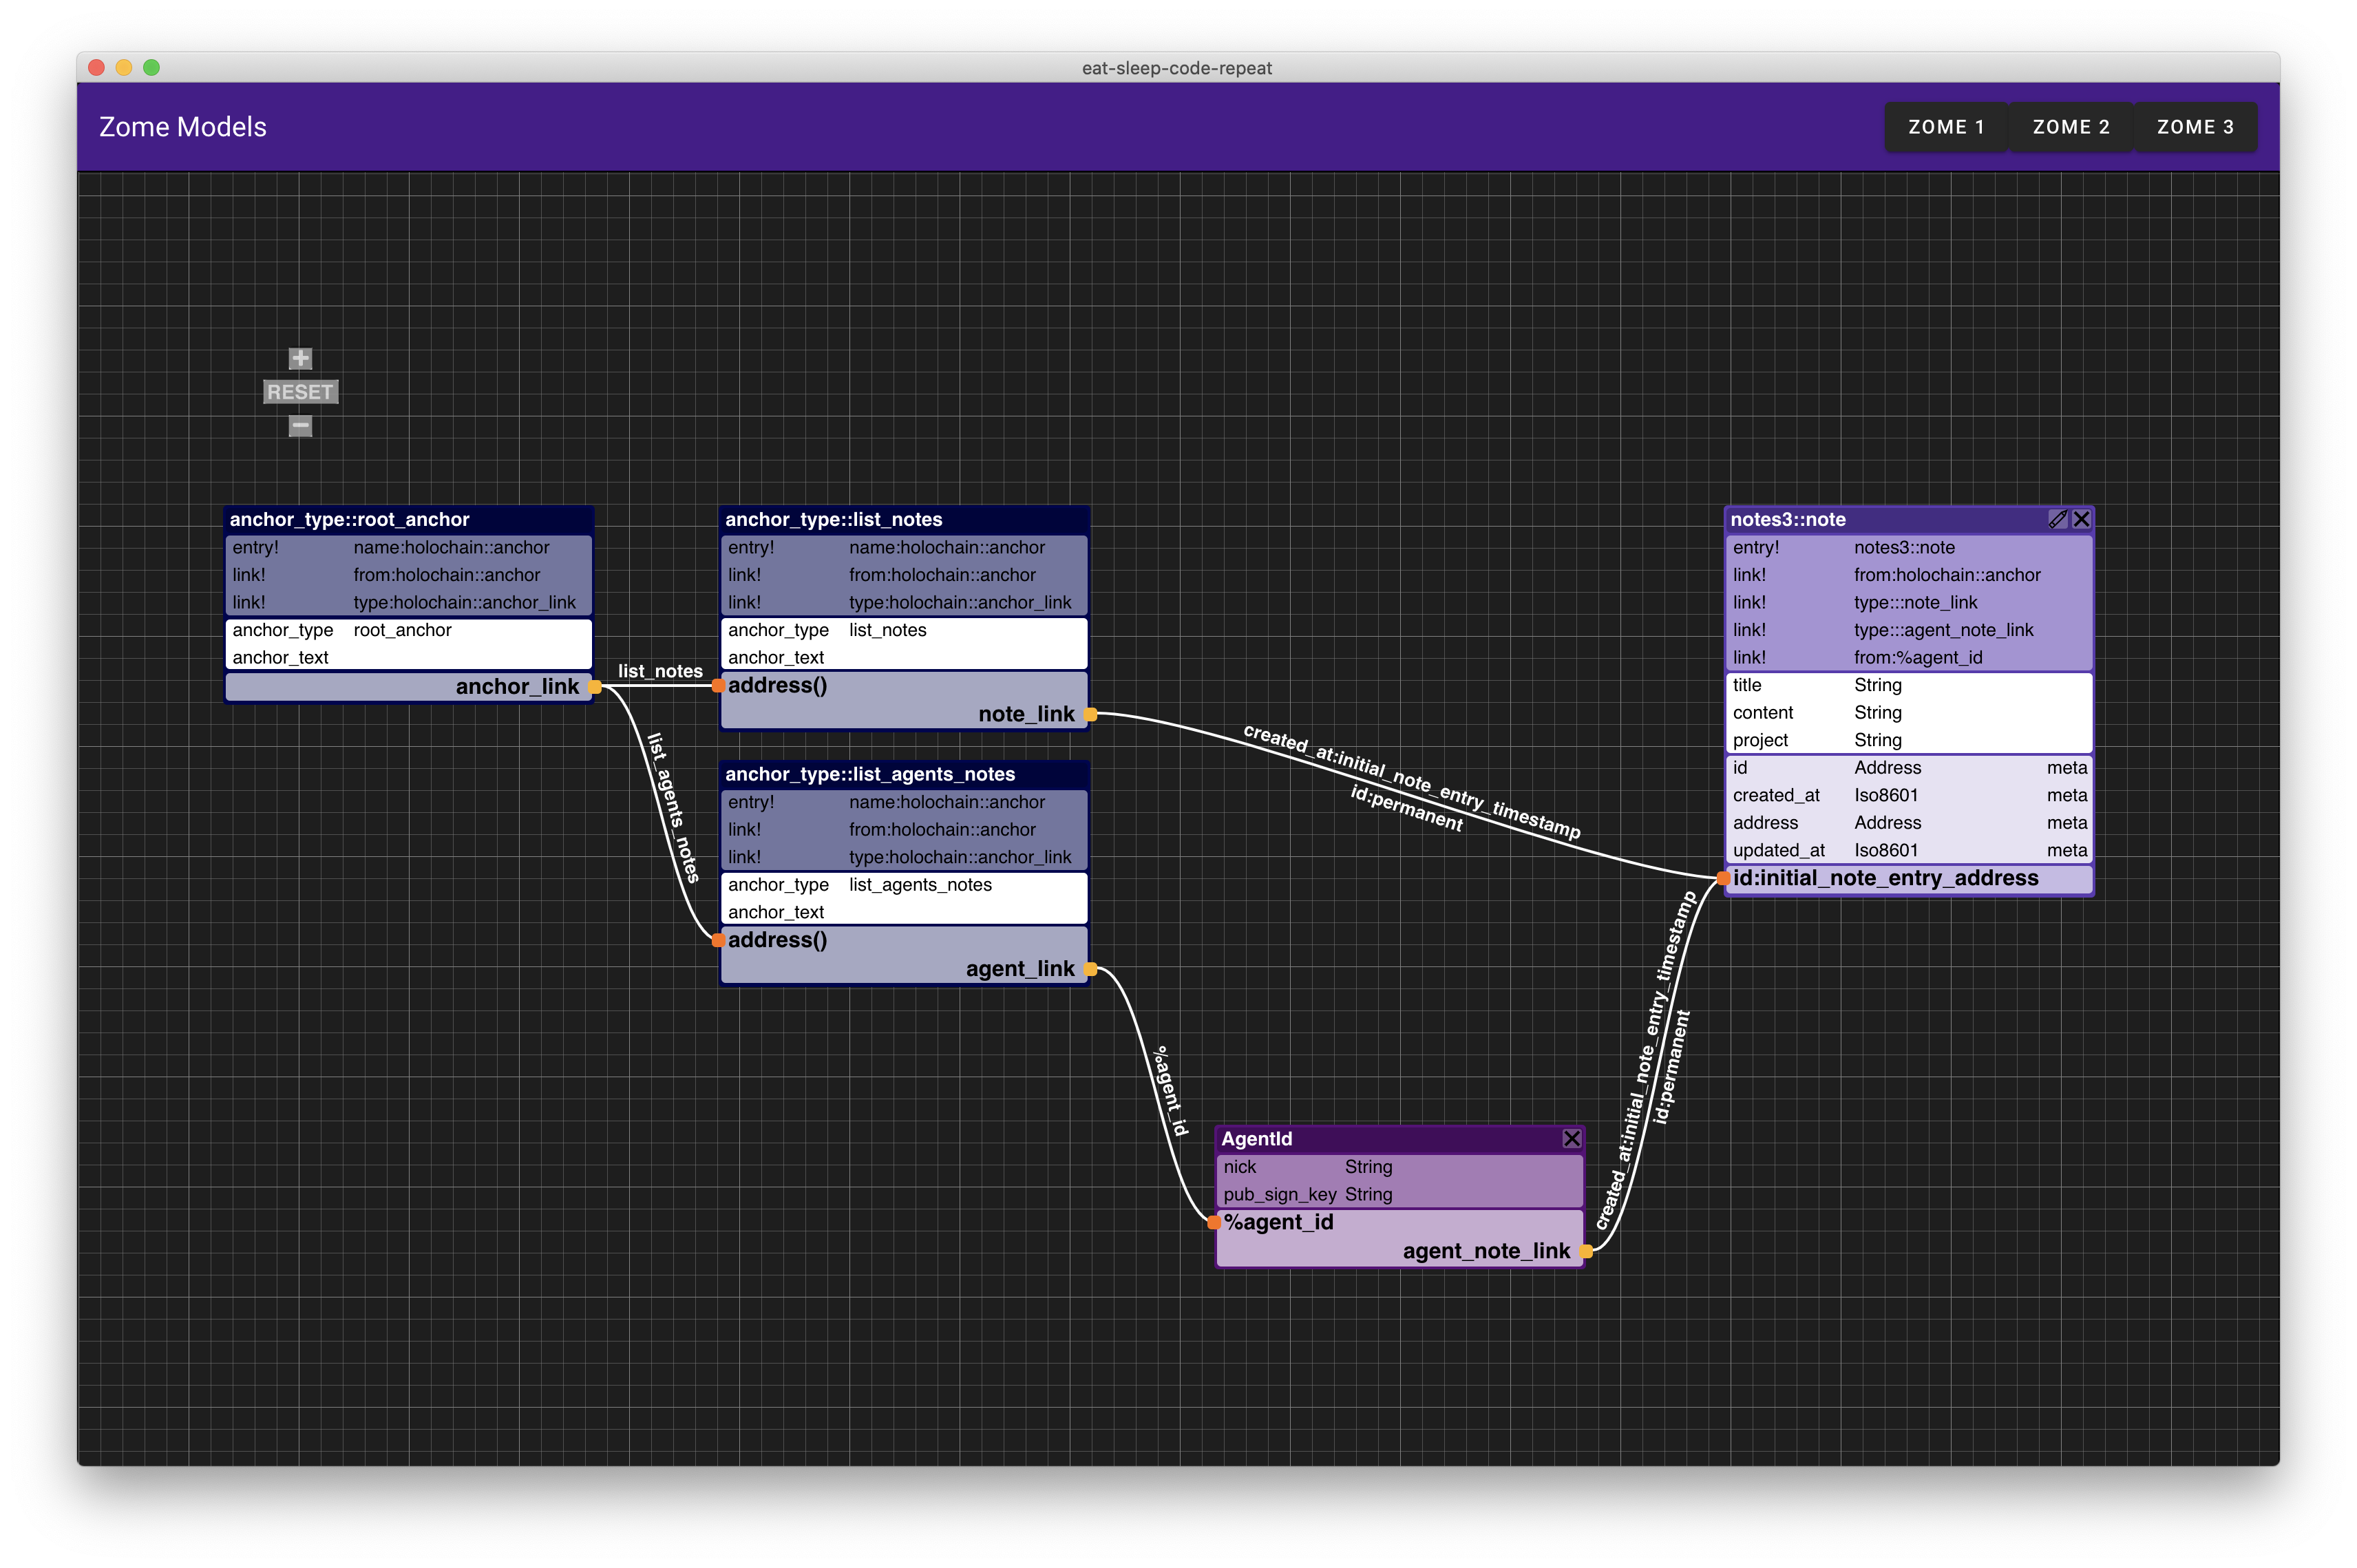 eat-sleep-code-repeat
Zome Models
ZOME 1
ZOME 2
ZOME 3
RESET
anchor_type::root_anchor
entry! name:holochain::anchor
link! from:holochain::anchor
link! type:holochain::anchor_link
anchor_type root_anchor
anchor_text
anchor_link
list_notes
list_agents_notes
anchor_type::list_notes
entry! name:holochain::anchor
link! from:holochain::anchor
link! type:holochain::anchor_link
anchor_type list_notes
anchor_text
address()
note_link
anchor_type::list_agents_notes
entry! name:holochain::anchor
link! from:holochain::anchor
link! type:holochain::anchor_link
anchor_type list_agents_notes
anchor_text
address()
agent_link
created_at:initial_note_entry_timestamp
id:permanent
%agent_id
AgentId
nick String
pub_sign_key String
%agent_id
agent_note_link
created_at:initial_note_entry_timestamp
id:permanent
notes3::note
entry! notes3::note
link! from:holochain::anchor
link! type:::note_link
link! type:::agent_note_link
link! from:%agent_id
title String
content String
project String
id Address meta
created_at Iso8601 meta
address Address meta
updated_at Iso8601 meta
id:initial_note_entry_address